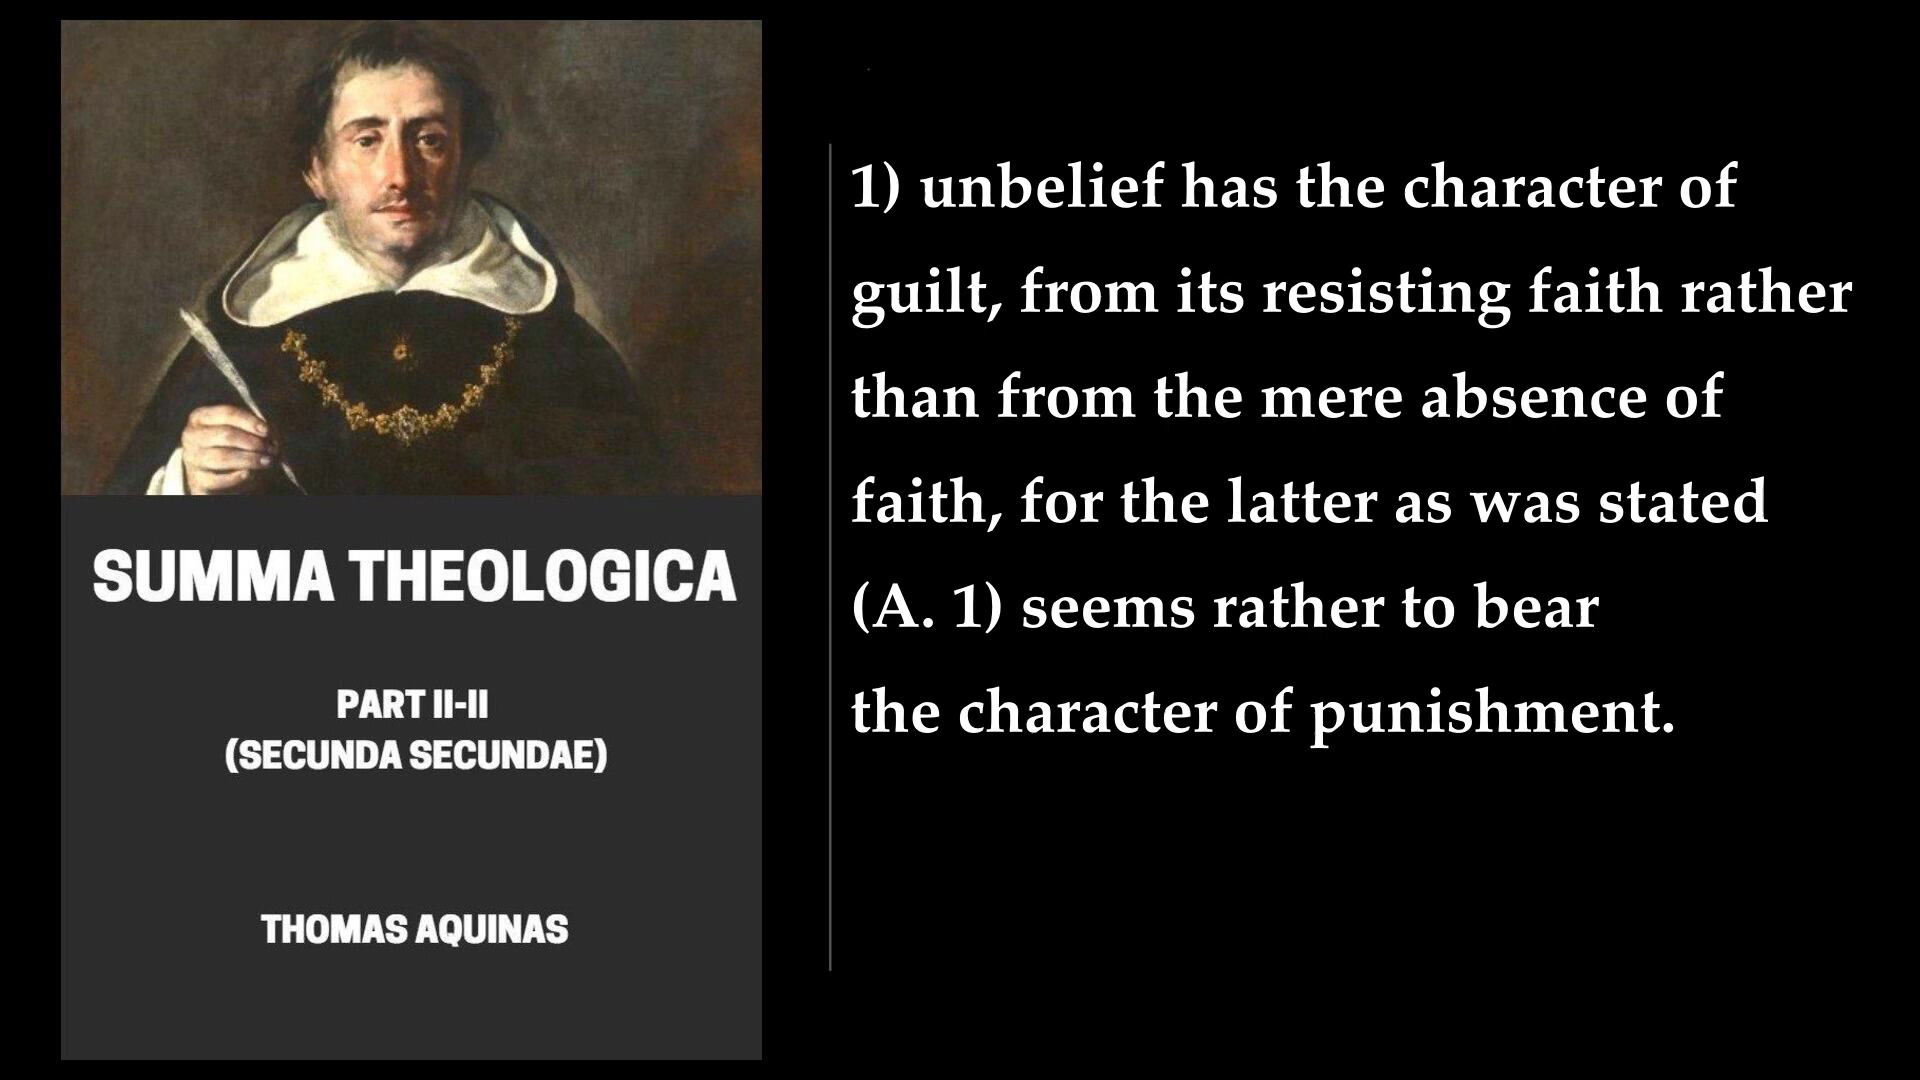 SUMMA THEOLOGICA
PART II-II
(SECUNDA SECUNDAE)
THOMAS AQUINAS
1) unbelief has the character of
guilt, from its resisting faith rather
than from the mere absence of
faith, for the latter as was stated
(A. 1) seems rather to bear
the character of punishment.